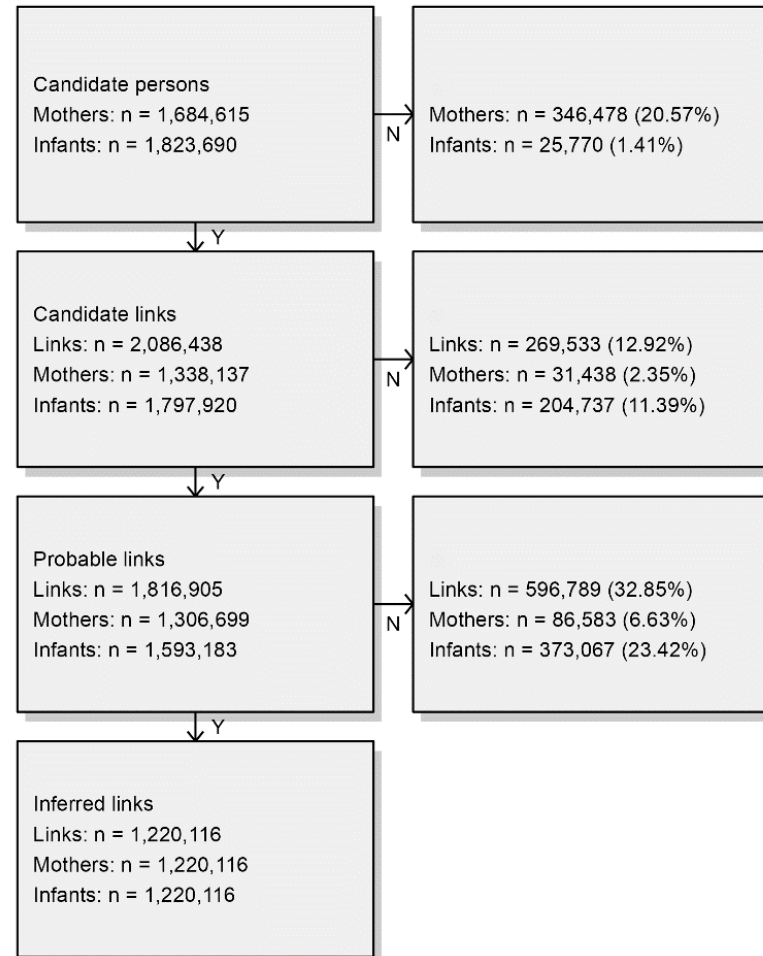 Candidate persons
Mothers: n = 1,684,615
Infants: n = 1,823,690
N
Mothers: n = 346,478 (20.57%)
Infants: n = 25,770 (1.41%)
Y
Candidate links
Links: n = 2,086,438
Mothers: n = 1,338,137
Infants: n = 1,797,920
N
Links: n = 269,533 (12.92%)
Mothers: n = 31,438 (2.35%)
Infants: n = 204,737 (11.39%)
Y
Probable links
Links: n = 1,816,905
Mothers: n = 1,306,699
Infants: n = 1,593,183
N
Links: n = 596,789 (32.85%)
Mothers: n = 86,583 (6.63%)
Infants: n = 373,067 (23.42%)
Y
Inferred links
Links: n = 1,220,116
Mothers: n = 1,220,116
Infants: n = 1,220,116